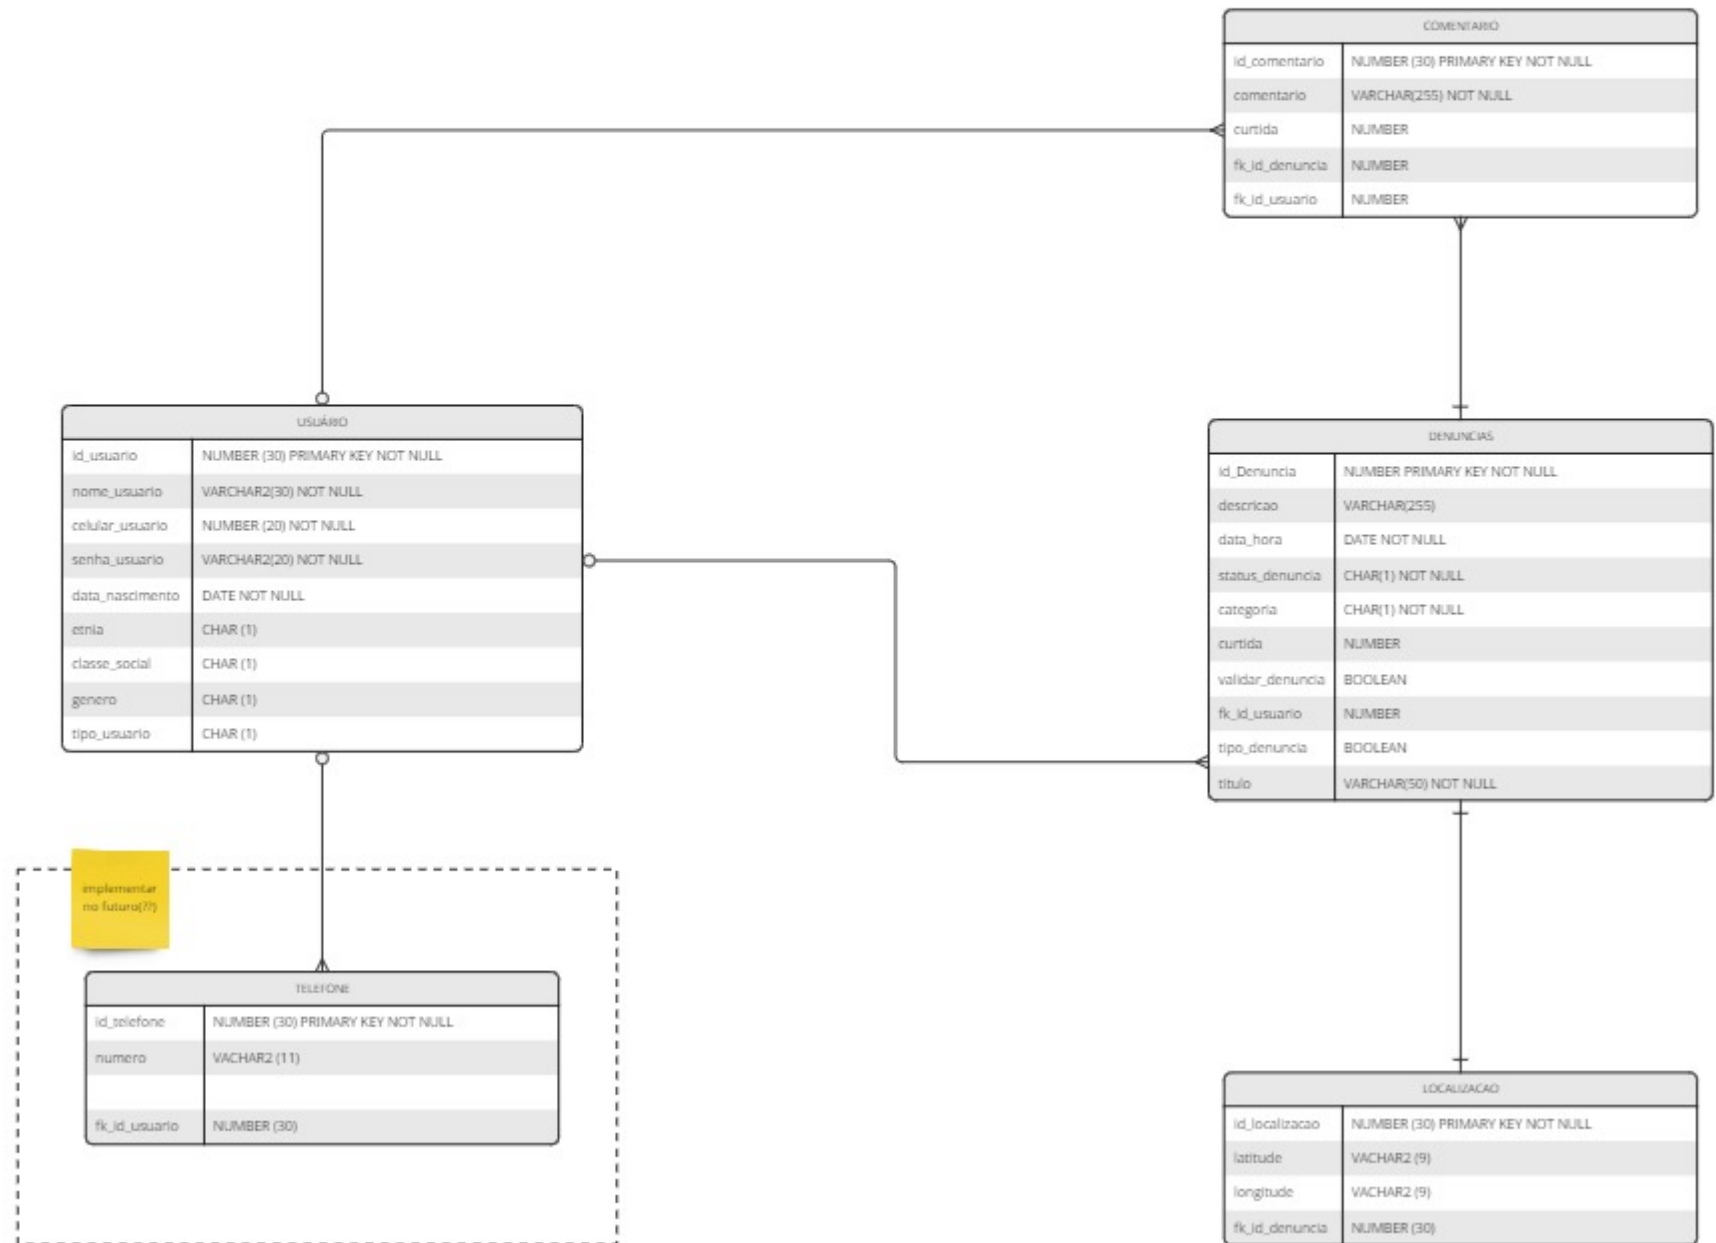 COMENTARIO
id_comentario NUMBER (30) PRIMARY KEY NOT NULL
comentario VARCHAR(255) NOT NULL
curtida NUMBER
fk_id_denuncia NUMBER
fk_id_usuario NUMBER
USUÁRIO
id_usuario NUMBER (30) PRIMARY KEY NOT NULL
nome_usuario VARCHAR2(30) NOT NULL
celular_usuario NUMBER (20) NOT NULL
senha_usuario VARCHAR2(20) NOT NULL
data_nascimento DATE NOT NULL
etnia CHAR (1)
classe_social CHAR (1)
genero CHAR (1)
tipo_usuario CHAR (1)
DENUNCIAS
id_Denuncia NUMBER PRIMARY KEY NOT NULL
descricao VARCHAR(255)
data_hora DATE NOT NULL
status_denuncia CHAR(1) NOT NULL
categoria CHAR(1) NOT NULL
curtida NUMBER
validar_denuncia BOOLEAN
fk_id_usuario NUMBER
tipo_denuncia BOOLEAN
titulo VARCHAR(50) NOT NULL
implementar
no futuro(??)
TELEFONE
id_telefone NUMBER (30) PRIMARY KEY NOT NULL
numero VACHAR2 (11)
fk_id_usuario NUMBER (30)
LOCALIZACAO
id_localizacao NUMBER (30) PRIMARY KEY NOT NULL
latitude VACHAR2 (9)
longitude VACHAR2 (9)
fk_id_denuncia NUMBER (30)